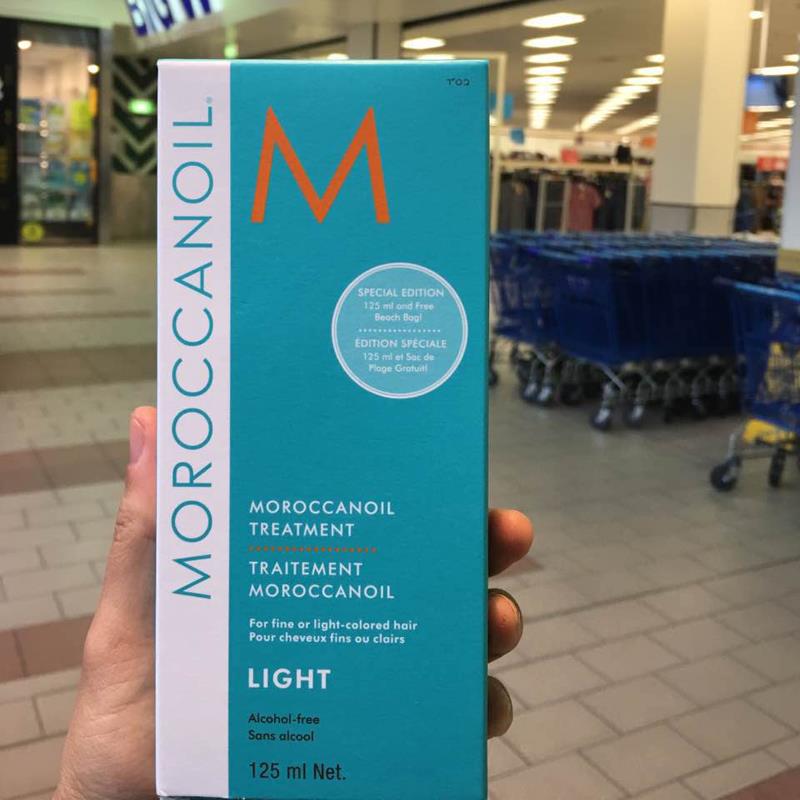 BIG W
MOROCCANOIL®
M
כס"ד
SPECIAL EDITION
125 ml and Free
Beach Bag!
ÉDITION SPÉCIALE
125 ml et Sac de
Plage Gratuit!
MOROCCANOIL
TREATMENT
TRAITEMENT
MOROCCANOIL
For fine or light-colored hair
Pour cheveux fins ou clairs
LIGHT
Alcohol-free
Sans alcool
125 ml Net.